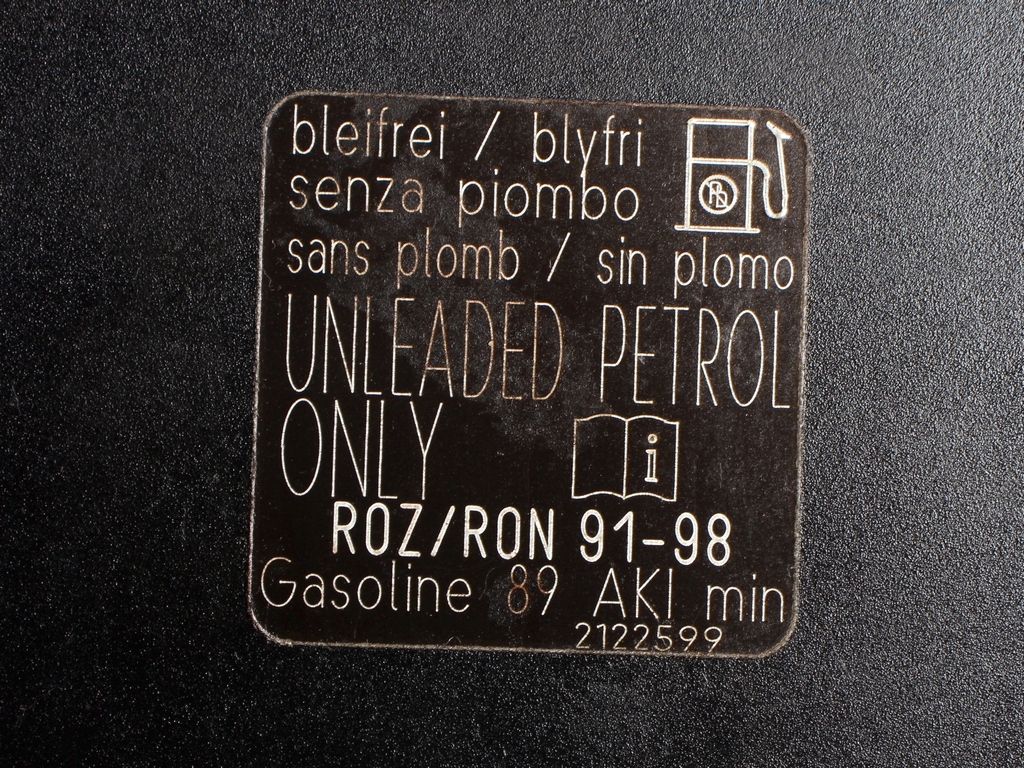 bleifrei / blyfri
senza piombo
sans plomb / sin plomo
UNLEADED PETROL
ONLY i
ROZ/RON 91-98
Gasoline 89 AKI min
2122599